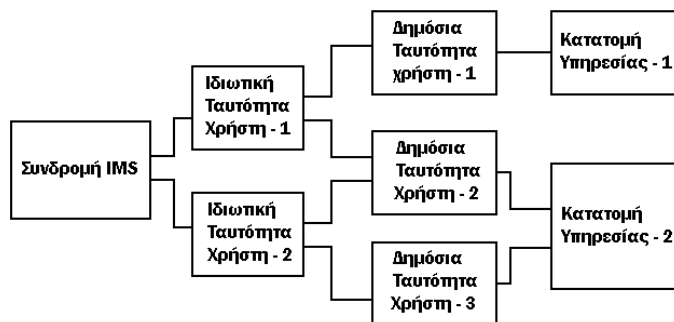 Συνδρομή IMS
Ιδιωτική
Ταυτότητα
Χρήστη - 1
Ιδιωτική
Ταυτότητα
Χρήστη - 2
Δημόσια
Ταυτότητα
χρήστη - 1
Δημόσια
Ταυτότητα
Χρήστη - 2
Δημόσια
Ταυτότητα
Χρήστη - 3
Κατατομή
Υπηρεσίας - 1
Κατατομή
Υπηρεσίας - 2